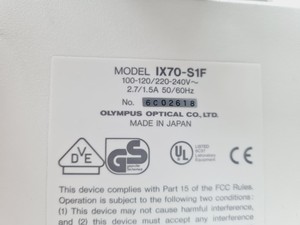 MODEL IX70-S1F
100-120/220-240V~
2.7/1.5A 50/60Hz
No. 6C02618
OLYMPUS OPTICAL CO., LTD.
MADE IN JAPAN
DVE
GS
UL
LISTED
Laboratory
Equipment
This device complies with Part 15 of the FCC Rules.
Operation is subject to the following two conditions:
(1) This device may not cause harmful interference,
and (2) this device must accept any interference